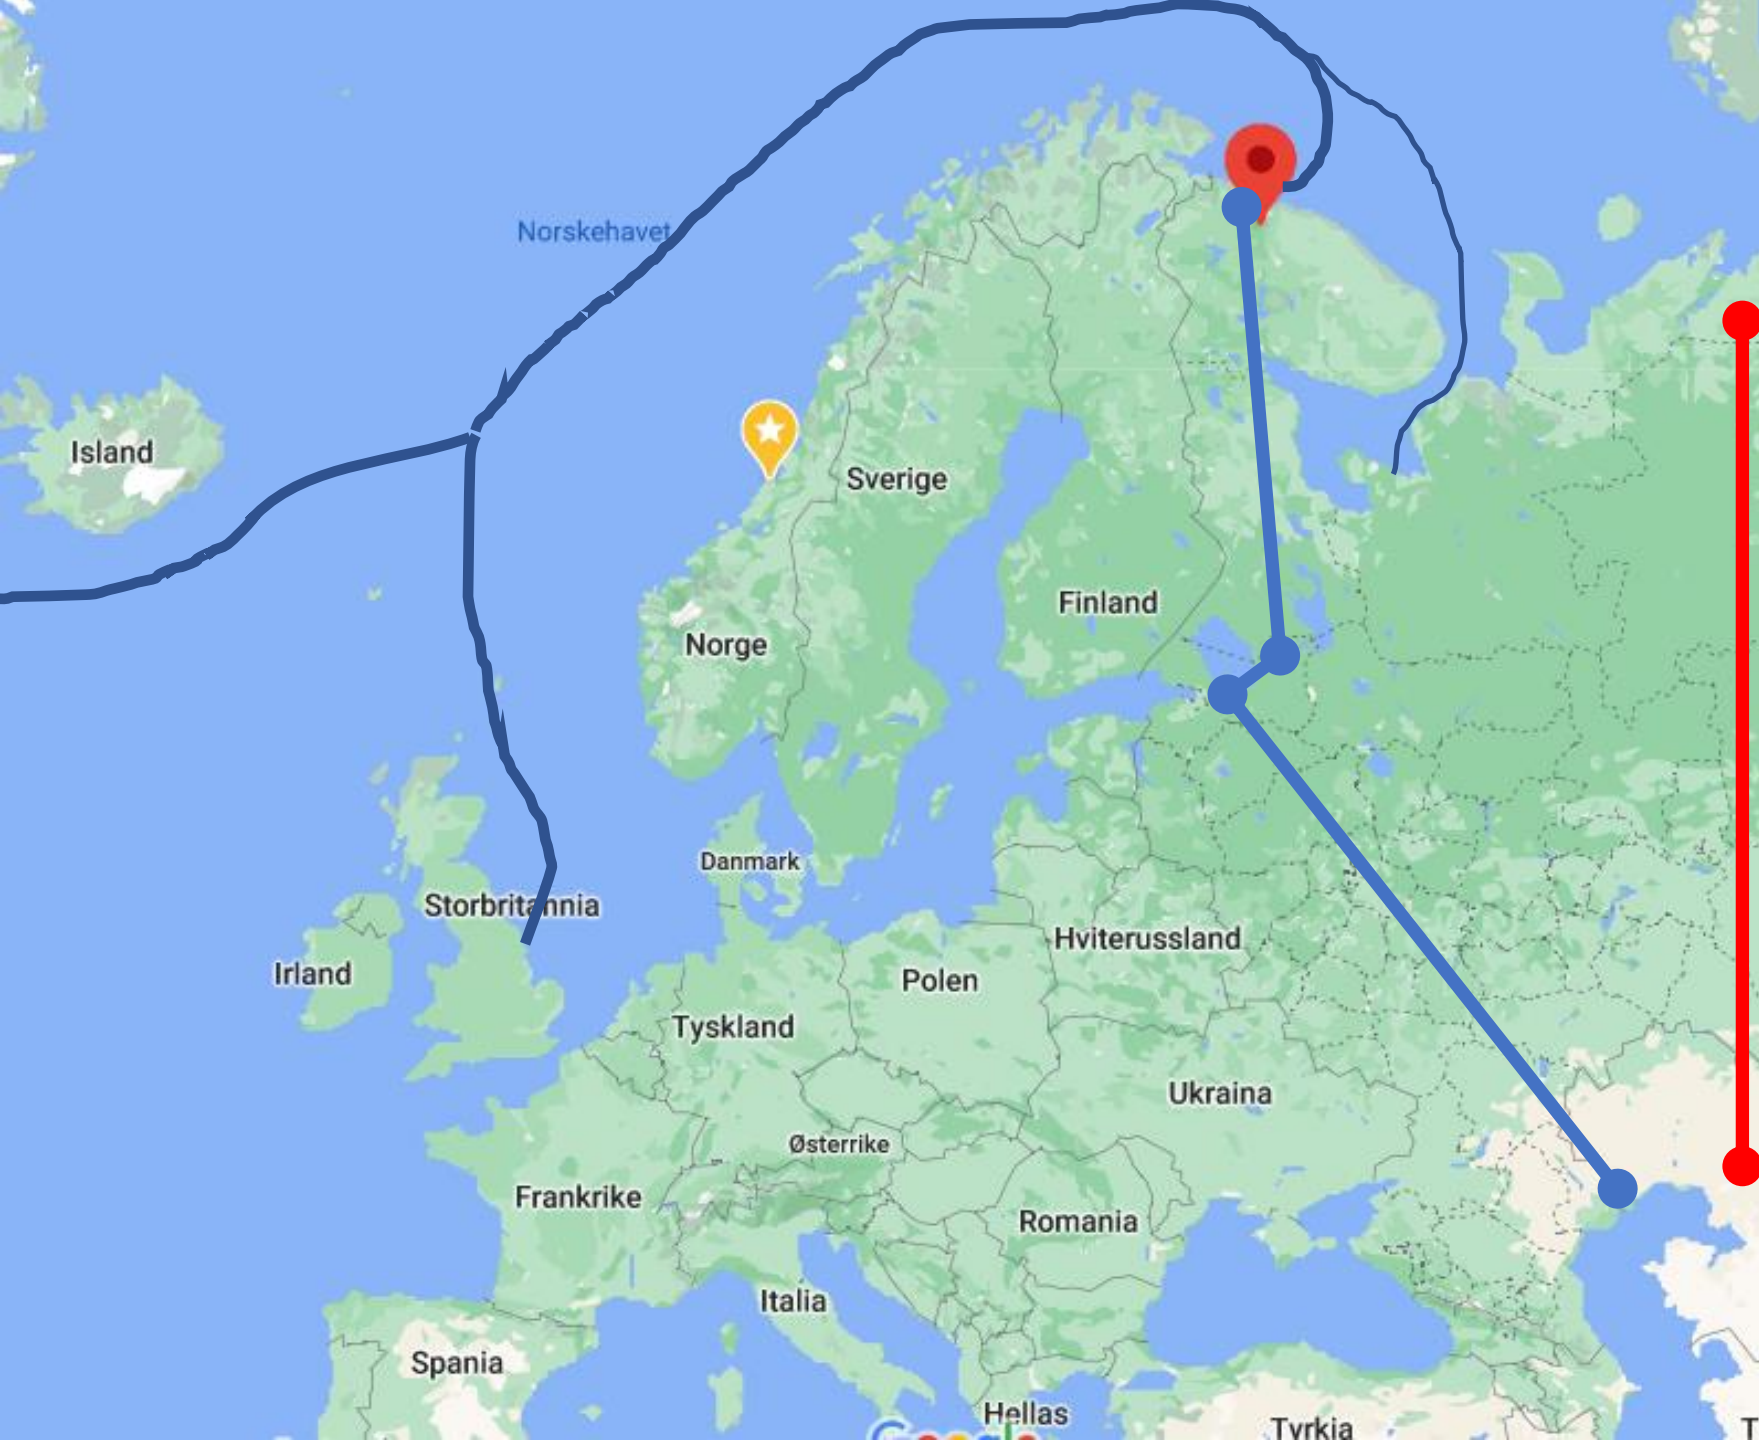 Norskehavet
Island
Sverige
Finland
Norge
Danmark
Storbritannia
Hviterussland
Irland
Polen
Tyskland
Ukraina
Østerrike
Frankrike
Romania
Italia
Spania
Hellas
Tyrkia